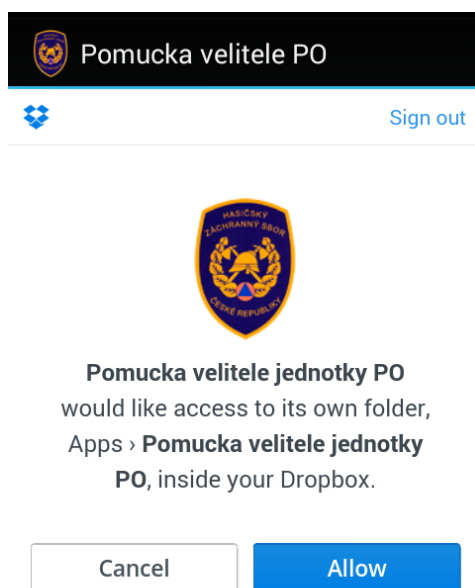 Pomucka velitele PO
Sign out
HASIČSKÝ
ZÁCHRANNÝ SBOR
ČESKÉ REPUBLIKY
Pomucka velitele jednotky PO
would like access to its own folder,
Apps › Pomucka velitele jednotky
PO, inside your Dropbox.
Cancel
Allow